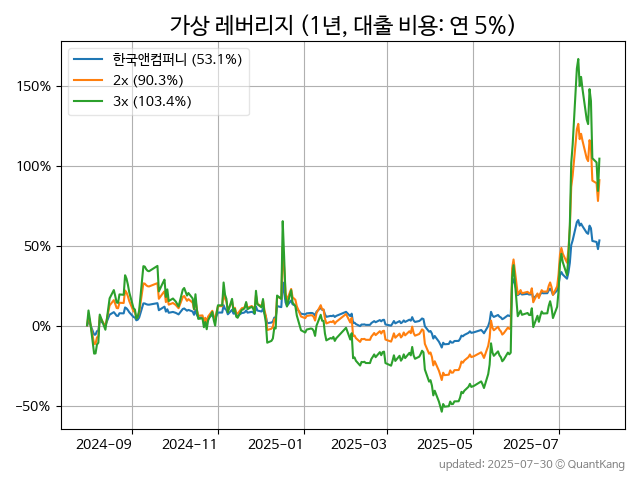 가상 레버리지 (1년, 대출 비용: 연 5%)
한국앤컴퍼니 (53.1%)
2x (90.3%)
3x (103.4%)
150%
100%
50%
0%
−50%
2024-09 2024-11 2025-01 2025-03 2025-05 2025-07
updated: 2025-07-30 © QuantKang